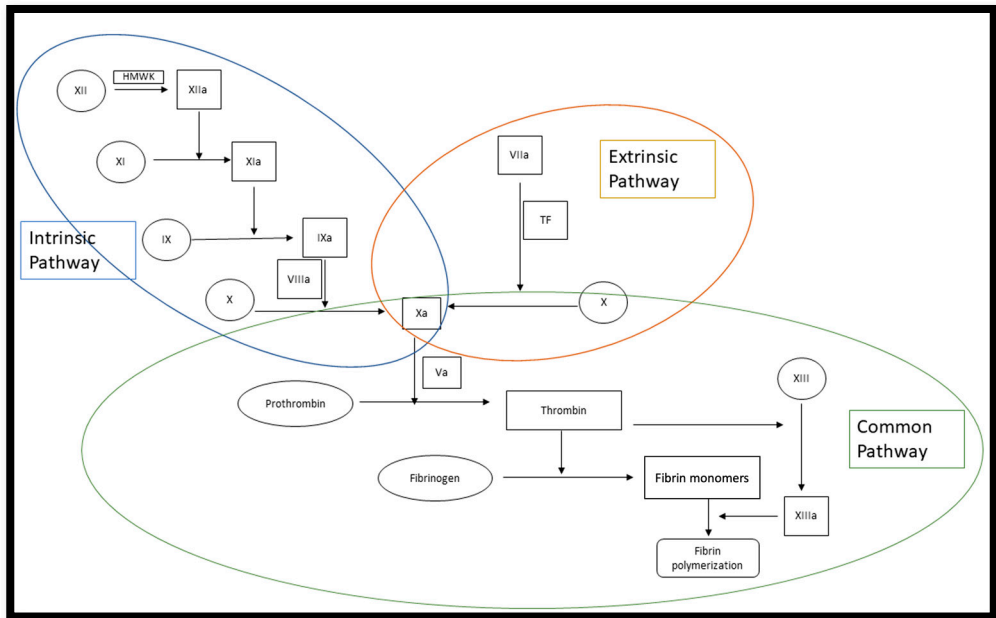 HMWK
XII
XIIa
XI
XIa
VIIa
Extrinsic
Pathway
TF
Intrinsic
Pathway
IX
IXa
VIIIa
X
Xa
X
Va
XIII
Prothrombin
Thrombin
Common
Pathway
Fibrinogen
Fibrin monomers
XIIIa
Fibrin
polymerization